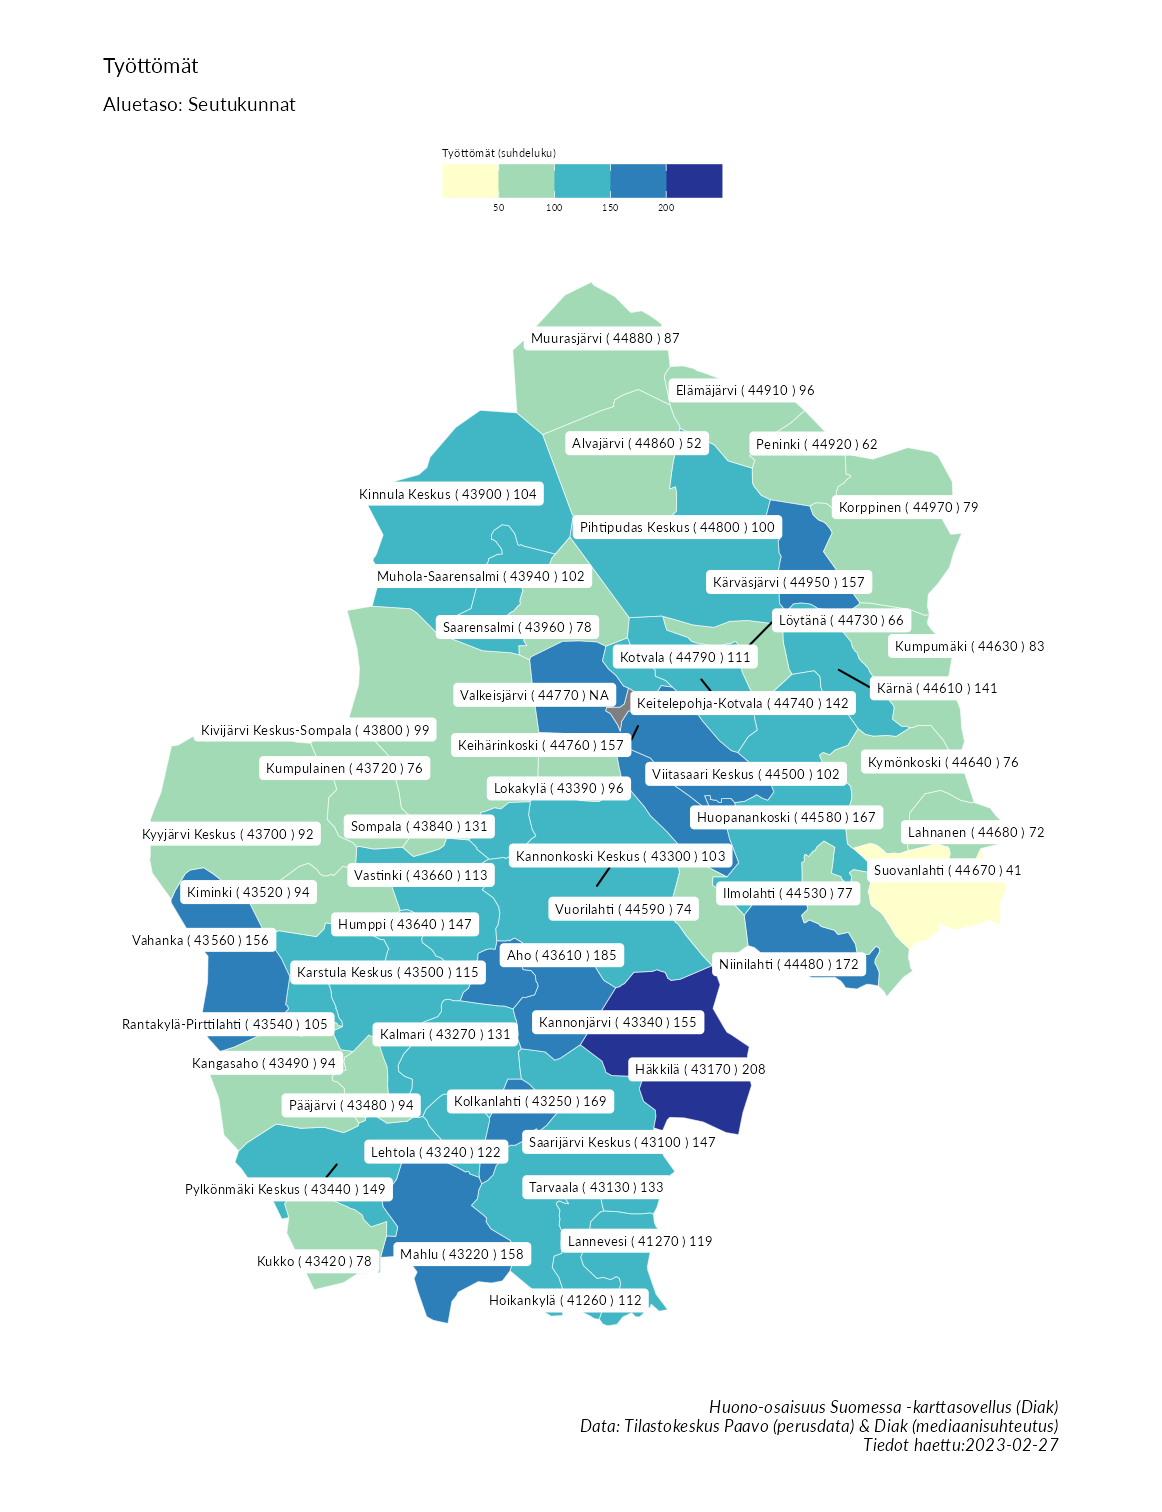 Työttömät
Aluetaso: Seutukunnat
Työttömät (suhdeluku)
50 100 150 200
Muurasjärvi ( 44880 ) 87
Elämäjärvi ( 44910 ) 96
Alvajärvi ( 44860 ) 52
Peninki ( 44920 ) 62
Kinnula Keskus ( 43900 ) 104
Korppinen ( 44970 ) 79
Pihtipudas Keskus ( 44800 ) 100
Muhola-Saarensalmi ( 43940 ) 102
Kärväsjärvi ( 44950 ) 157
Löytänä ( 44730 ) 66
Saarensalmi ( 43960 ) 78
Kumpumäki ( 44630 ) 83
Kotvala ( 44790 ) 111
Kärnä ( 44610 ) 141
Valkeisjärvi ( 44770 ) NA
Keitelepohja-Kotvala ( 44740 ) 142
Kivijärvi Keskus-Sompala ( 43800 ) 99
Keihärinkoski ( 44760 ) 157
Kymönkoski ( 44640 ) 76
Kumpulainen ( 43720 ) 76
Viitasaari Keskus ( 44500 ) 102
Lokakylä ( 43390 ) 96
Huopanankoski ( 44580 ) 167
Sompala ( 43840 ) 131
Kyyjärvi Keskus ( 43700 ) 92
Lahnanen ( 44680 ) 72
Kannonkoski Keskus ( 43300 ) 103
Suovanlahti ( 44670 ) 41
Vastinki ( 43660 ) 113
Kiminki ( 43520 ) 94
Ilmolahti ( 44530 ) 77
Vuorilahti ( 44590 ) 74
Humppi ( 43640 ) 147
Vahanka ( 43560 ) 156
Aho ( 43610 ) 185
Niinilahti ( 44480 ) 172
Karstula Keskus ( 43500 ) 115
Rantakylä-Pirttilahti ( 43540 ) 105
Kannonjärvi ( 43340 ) 155
Kalmari ( 43270 ) 131
Kangasaho ( 43490 ) 94
Häkkilä ( 43170 ) 208
Pääjärvi ( 43480 ) 94
Kolkanlahti ( 43250 ) 169
Saarijärvi Keskus ( 43100 ) 147
Lehtola ( 43240 ) 122
Pylkönmäki Keskus ( 43440 ) 149
Tarvaala ( 43130 ) 133
Lannevesi ( 41270 ) 119
Mahlu ( 43220 ) 158
Kukko ( 43420 ) 78
Hoikankylä ( 41260 ) 112
Huono-osaisuus Suomessa -karttasovellus (Diak)
Data: Tilastokeskus Paavo (perusdata) & Diak (mediaanisuhteutus)
Tiedot haettu:2023-02-27